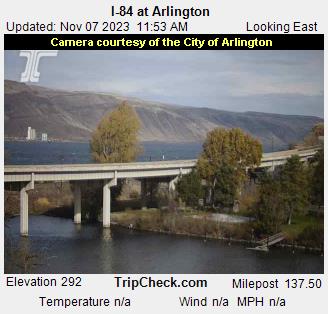 I-84 at Arlington
Updated: Nov 07 2023 11:53 AM Looking East
Camera courtesy of the City of Arlington
Elevation 292 TripCheck.com Milepost 137.50
Temperature n/a Wind n/a MPH n/a